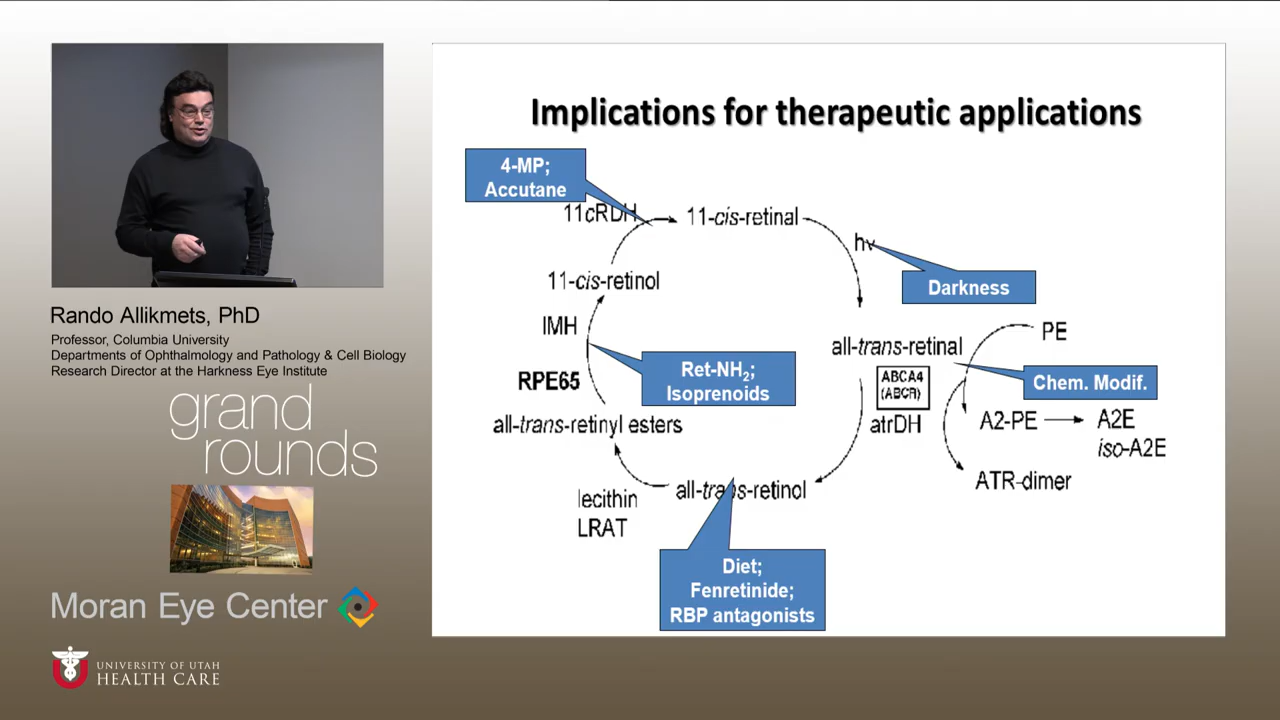 Implications for therapeutic applications
4-MP;
Accutane
11cRDH
11-cis-retinal
hv
Darkness
11-cis-retinol
IMH
Ret-NH₂;
Isoprenoids
RPE65
all-trans-retinyl esters
all-trans-retinal
PE
ABCA4
(ABCR)
Chem. Modif.
atrDH
A2-PE
A2E
iso-A2E
ATR-dimer
all-trans-retinol
lecithin
LRAT
Diet;
Fenretinide;
RBP antagonists
Rando Allikmets, PhD
Professor, Columbia University
Departments of Ophthalmology and Pathology & Cell Biology
Research Director at the Harkness Eye Institute
grand
rounds
Moran Eye Center
UNIVERSITY OF UTAH
HEALTH CARE